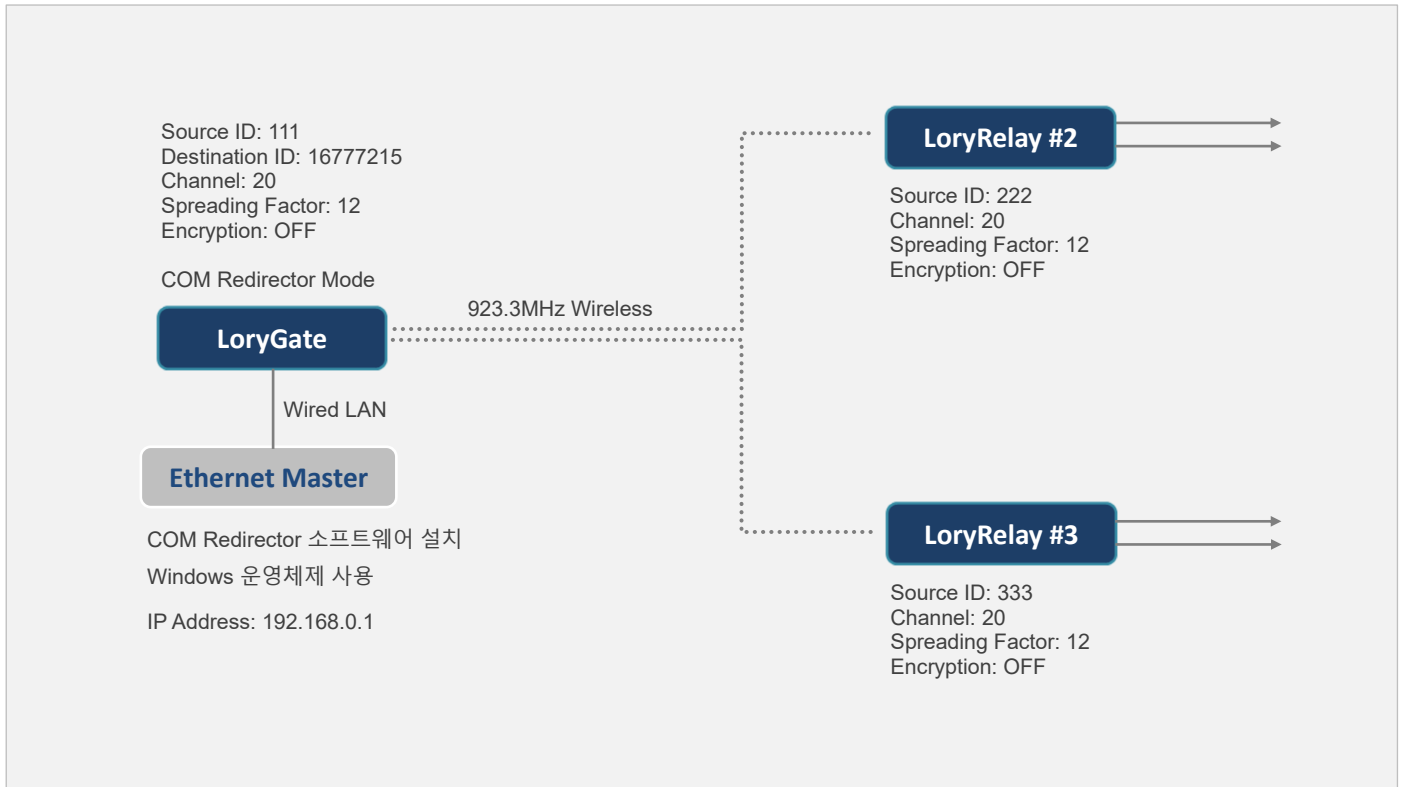 Source ID: 111
Destination ID: 16777215
Channel: 20
Spreading Factor: 12
Encryption: OFF
COM Redirector Mode
LoryGate
923.3MHz Wireless
Wired LAN
Ethernet Master
COM Redirector 소프트웨어 설치
Windows 운영체제 사용
IP Address: 192.168.0.1
LoryRelay #2
Source ID: 222
Channel: 20
Spreading Factor: 12
Encryption: OFF
LoryRelay #3
Source ID: 333
Channel: 20
Spreading Factor: 12
Encryption: OFF